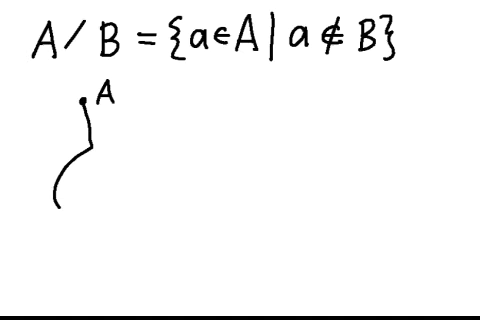 A / B = {a ∈ A | a ∉ B}
A